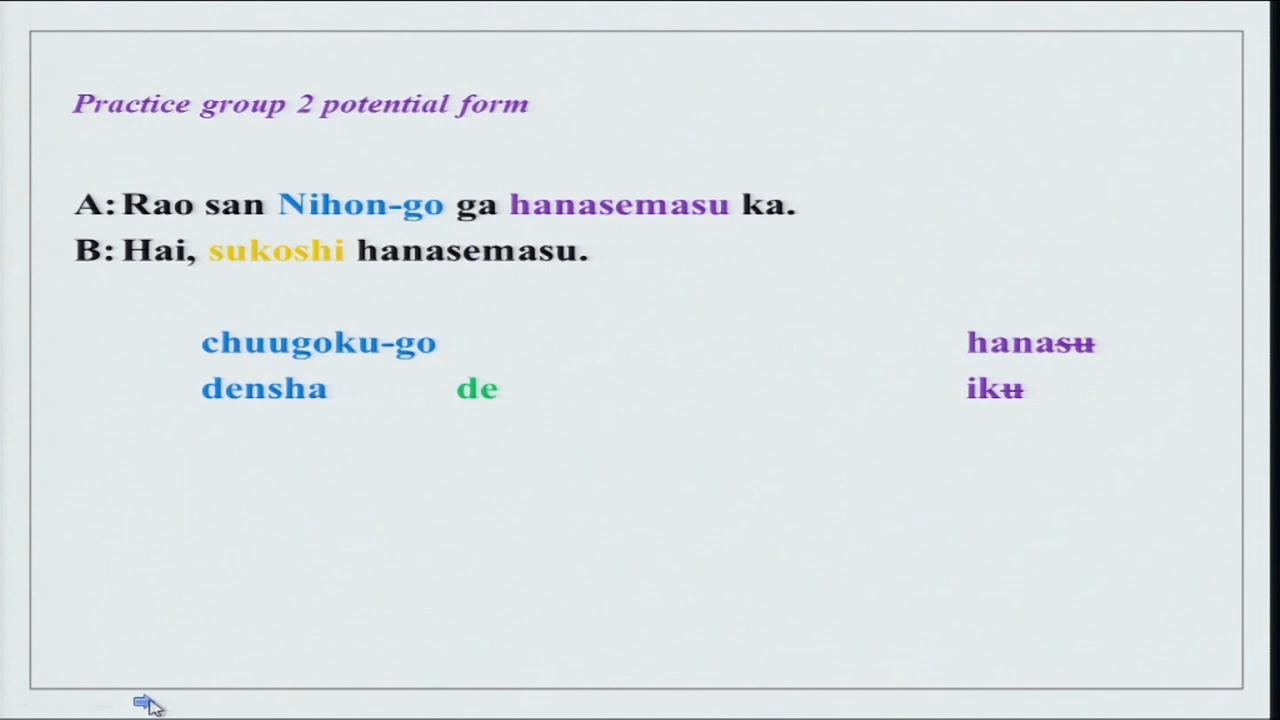 Practice group 2 potential form
A: Rao san Nihon-go ga hanasemasu ka.
B: Hai, sukoshi hanasemasu.
chuugoku-go hanasu
densha de iku